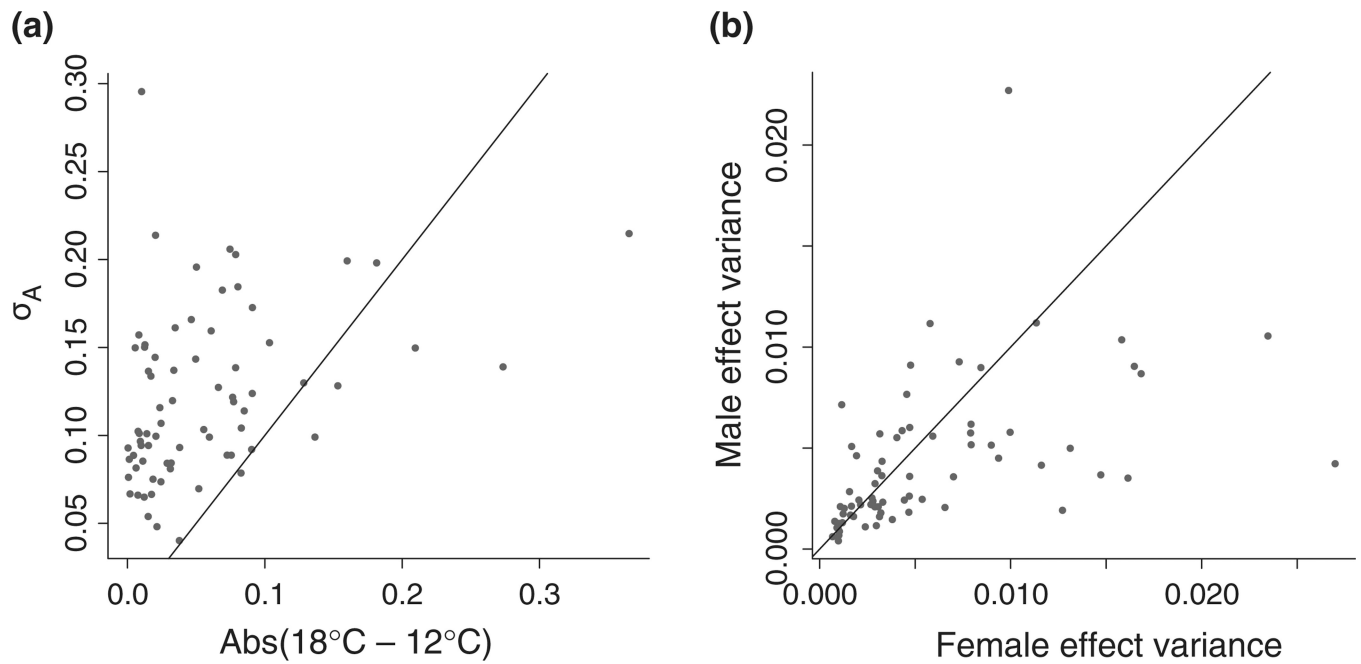 (a)
0.30
0.25
0.20
0.15
0.10
0.05
σA
0.0 0.1 0.2 0.3
Abs(18°C – 12°C)
(b)
0.020
0.010
0.000
Male effect variance
0.000 0.010 0.020
Female effect variance